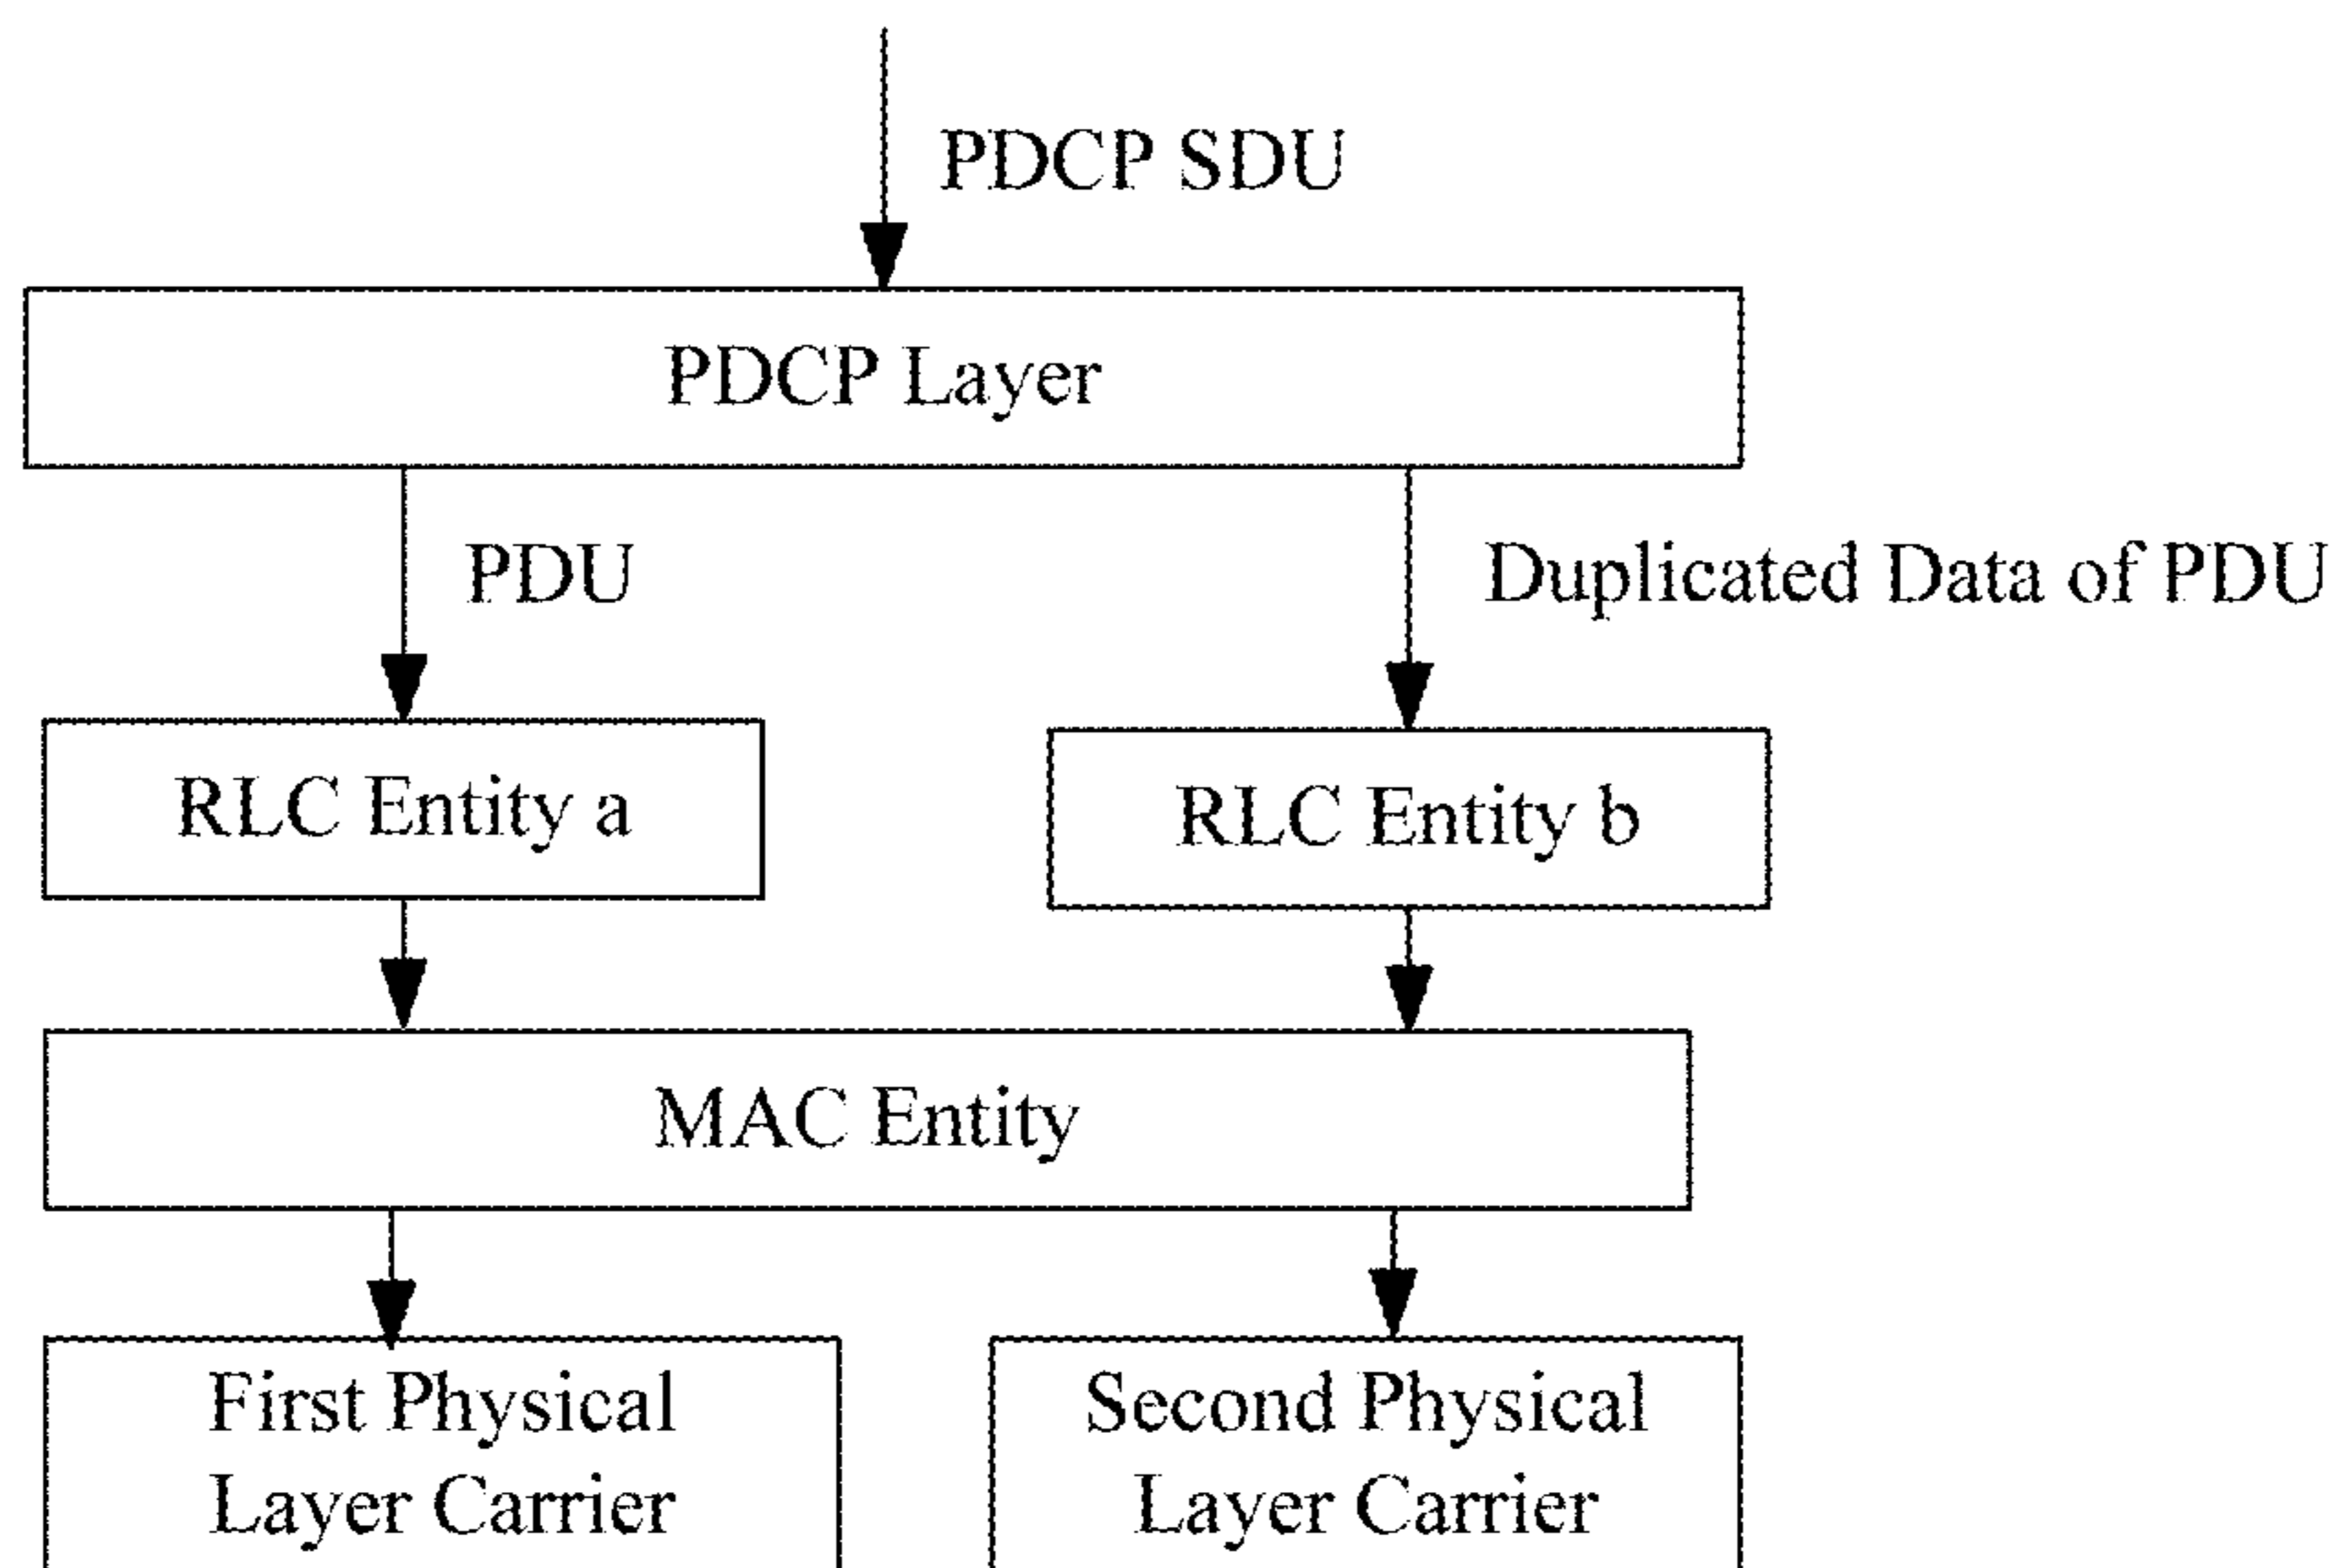 PDCP SDU
PDCP Layer
PDU
Duplicated Data of PDU
RLC Entity a
RLC Entity b
MAC Entity
First Physical
Layer Carrier
Second Physical
Layer Carrier